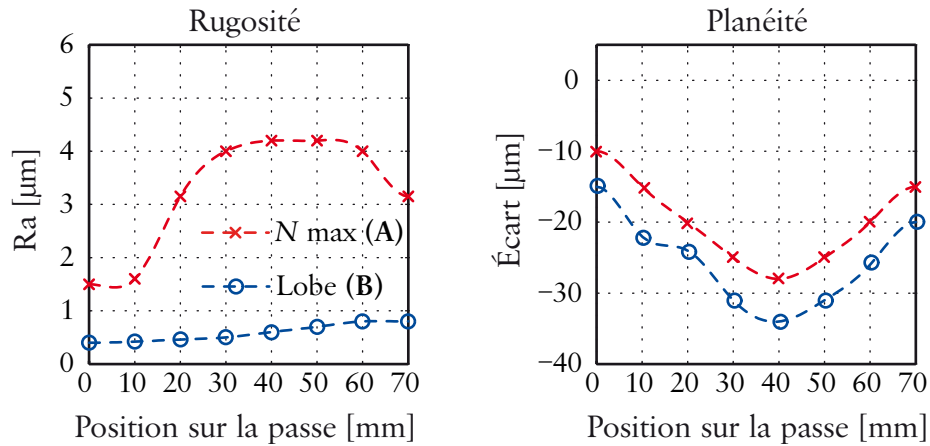 Rugosité
6
5
4
3
2
1
0
Ra [µm]
N max (A)
Lobe (B)
0 10 20 30 40 50 60 70
Position sur la passe [mm]
Planéité
0
−10
−20
−30
−40
Écart [µm]
0 10 20 30 40 50 60 70
Position sur la passe [mm]